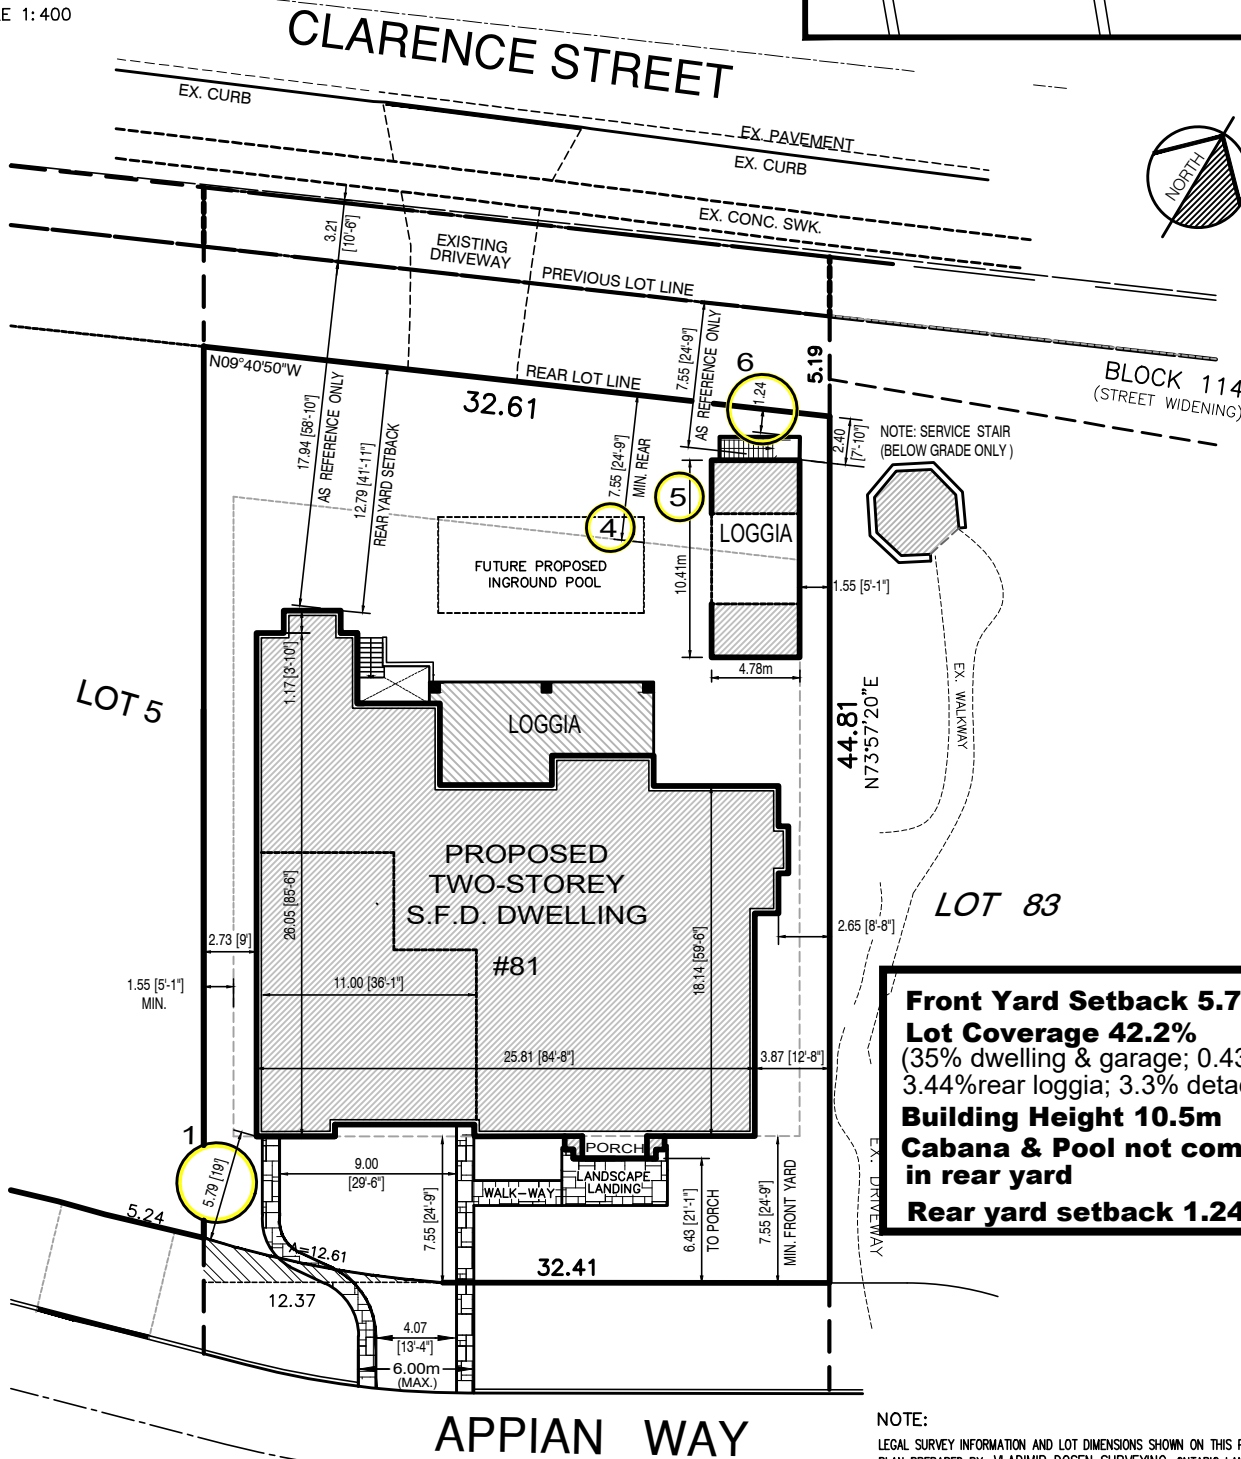 E 1:400
CLARENCE STREET
EX. CURB
EX. PAVEMENT
EX. CURB
NORTH
EX. CONC. SWK.
3.21
[10'-6"]
EXISTING
DRIVEWAY
PREVIOUS LOT LINE
N09°40'50"W
REAR LOT LINE
32.61
7.55 [24'-9"]
AS REFERENCE ONLY
6
1.24
5.19
BLOCK 114
(STREET WIDENING)
17.94 [58'-10"]
AS REFERENCE ONLY
12.79 [41'-11"]
REAR YARD SETBACK
7.55 [24'-9"]
MIN. REAR
2.40
[7'-10"]
NOTE: SERVICE STAIR
(BELOW GRADE ONLY)
4
5
LOGGIA
FUTURE PROPOSED
INGROUND POOL
10.41m
1.55 [5'-1"]
4.78m
1.17 [3'-10"]
LOT 5
LOGGIA
44.81
N73°57'20"E
EX. WALKWAY
PROPOSED
TWO-STOREY
S.F.D. DWELLING
#81
26.05 [85'-6"]
18.14 [59'-6"]
LOT 83
2.73 [9']
2.65 [8'-8"]
1.55 [5'-1"]
MIN.
11.00 [36'-1"]
25.81 [84'-8"]
3.87 [12'-8"]
Front Yard Setback 5.7
Lot Coverage 42.2%
(35% dwelling & garage; 0.43
3.44%rear loggia; 3.3% deta
Building Height 10.5m
Cabana & Pool not com
in rear yard
Rear yard setback 1.24
1
5.79 [19']
PORCH
9.00
[29'-6"]
WALK-WAY
LANDSCAPE
LANDING
7.55 [24'-9"]
6.43 [21'-1"]
TO PORCH
7.55 [24'-9"]
MIN. FRONT YARD
EX. DRIVEWAY
5.24
A=12.61
32.41
12.37
4.07
[13'-4"]
6.00m
(MAX.)
APPIAN WAY
NOTE:
LEGAL SURVEY INFORMATION AND LOT DIMENSIONS SHOWN ON THIS P
PLAN PREPARED BY VLADIMIR DOSEN SURVEYING